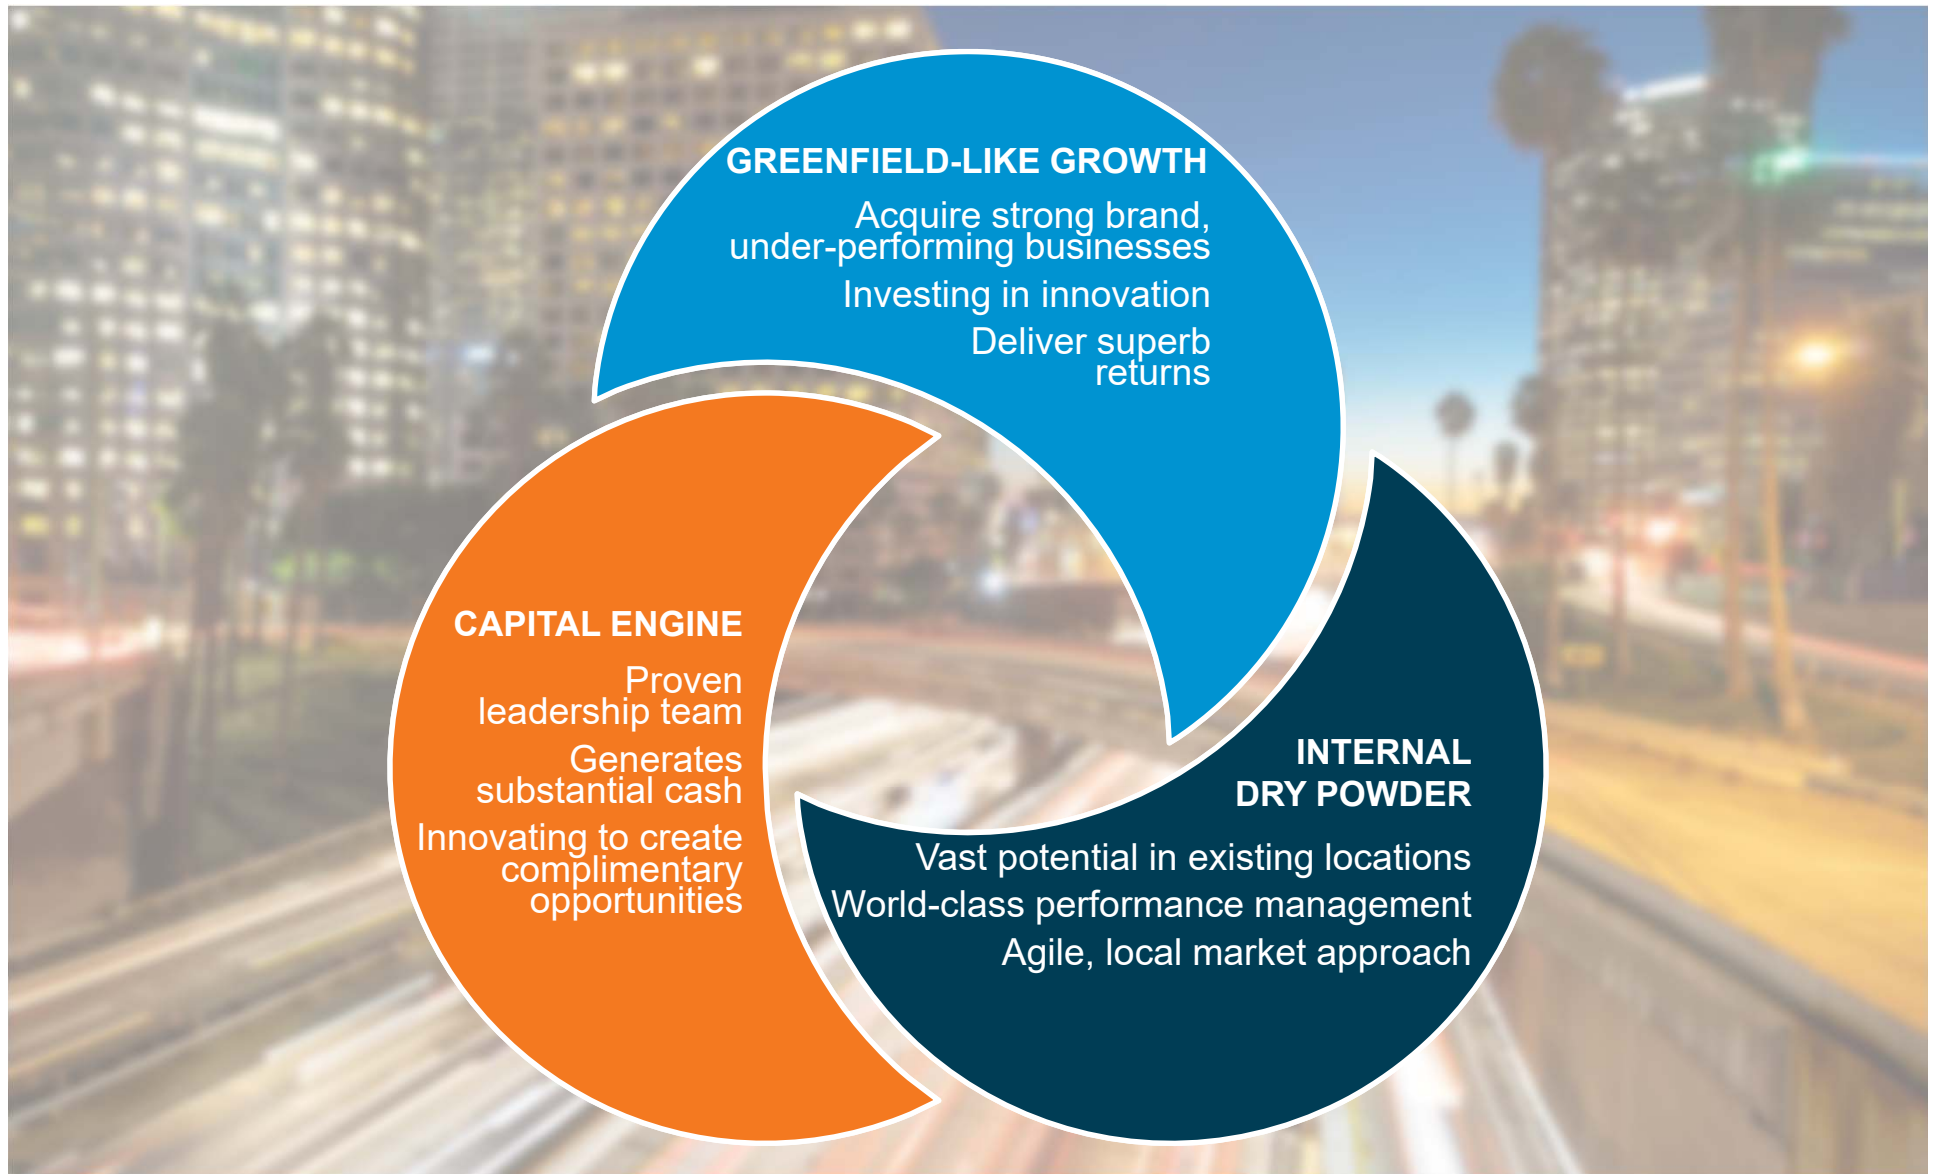 GREENFIELD-LIKE GROWTH
Acquire strong brand,
under-performing businesses
Investing in innovation
Deliver superb
returns
CAPITAL ENGINE
Proven
leadership team
Generates
substantial cash
Innovating to create
complimentary
opportunities
INTERNAL
DRY POWDER
Vast potential in existing locations
World-class performance management
Agile, local market approach